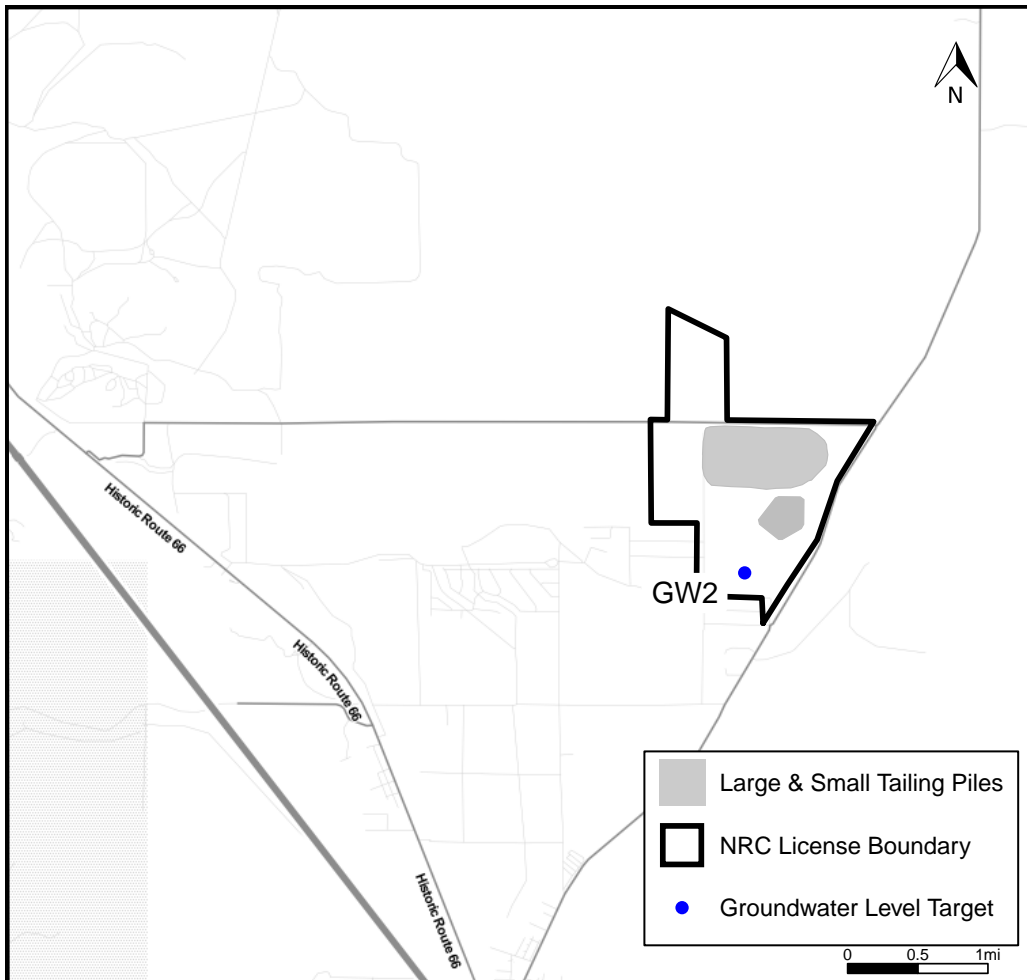 N
Historic Route 66
GW2
Historic Route 66
Historic Route 66
Large & Small Tailing Piles
NRC License Boundary
Groundwater Level Target
0 0.5 1mi